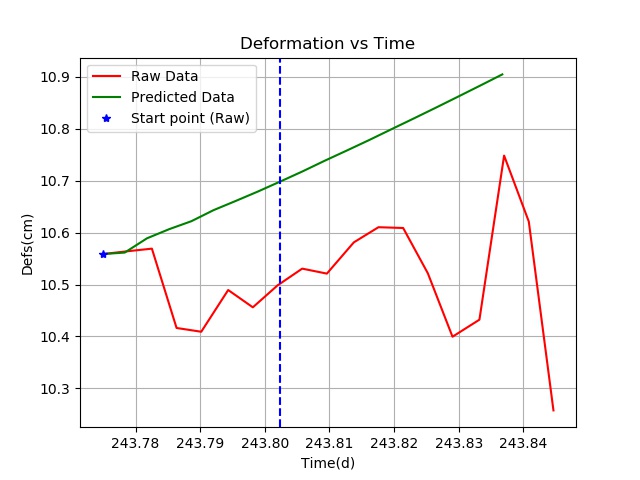 Deformation vs Time
Raw Data
Predicted Data
Start point (Raw)
10.9
10.8
10.7
10.6
10.5
10.4
10.3
Defs(cm)
243.78 243.79 243.80 243.81 243.82 243.83 243.84
Time(d)